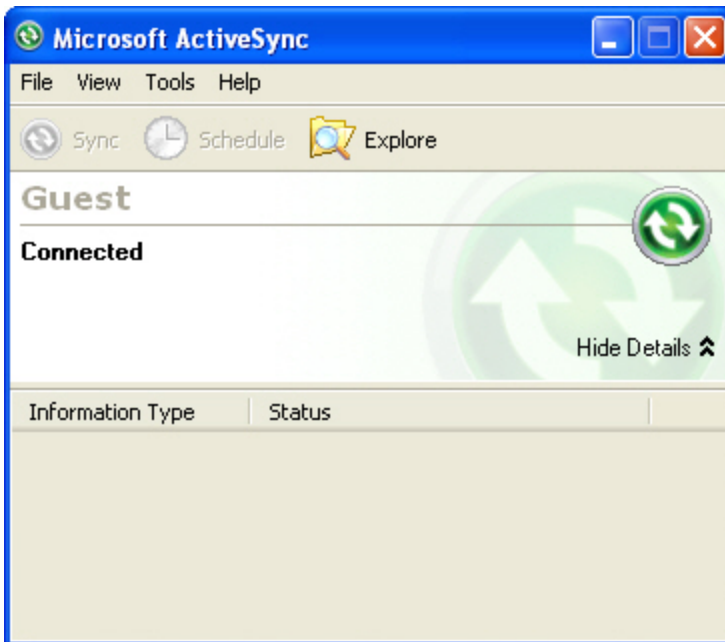 Microsoft ActiveSync
File View Tools Help
Sync Schedule Explore
Guest
Connected
Hide Details
Information Type Status